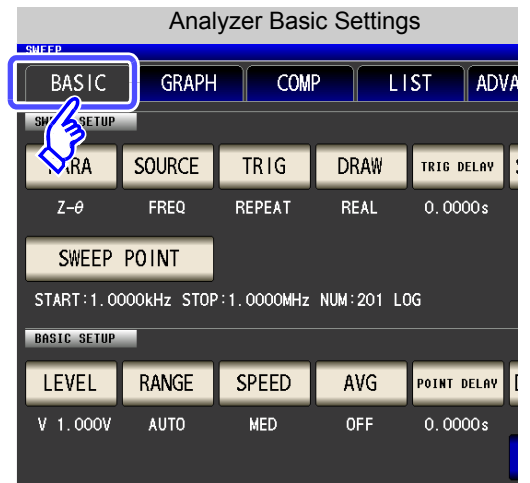 Analyzer Basic Settings
SWEEP
BASIC GRAPH COMP LIST ADVA
SETUP
SOURCE TRIG DRAW TRIG DELAY
Z-θ FREQ REPEAT REAL 0.0000s
SWEEP POINT
START:1.0000kHz STOP:1.0000MHz NUM:201 LOG
BASIC SETUP
LEVEL RANGE SPEED AVG POINT DELAY
V 1.000V AUTO MED OFF 0.0000s